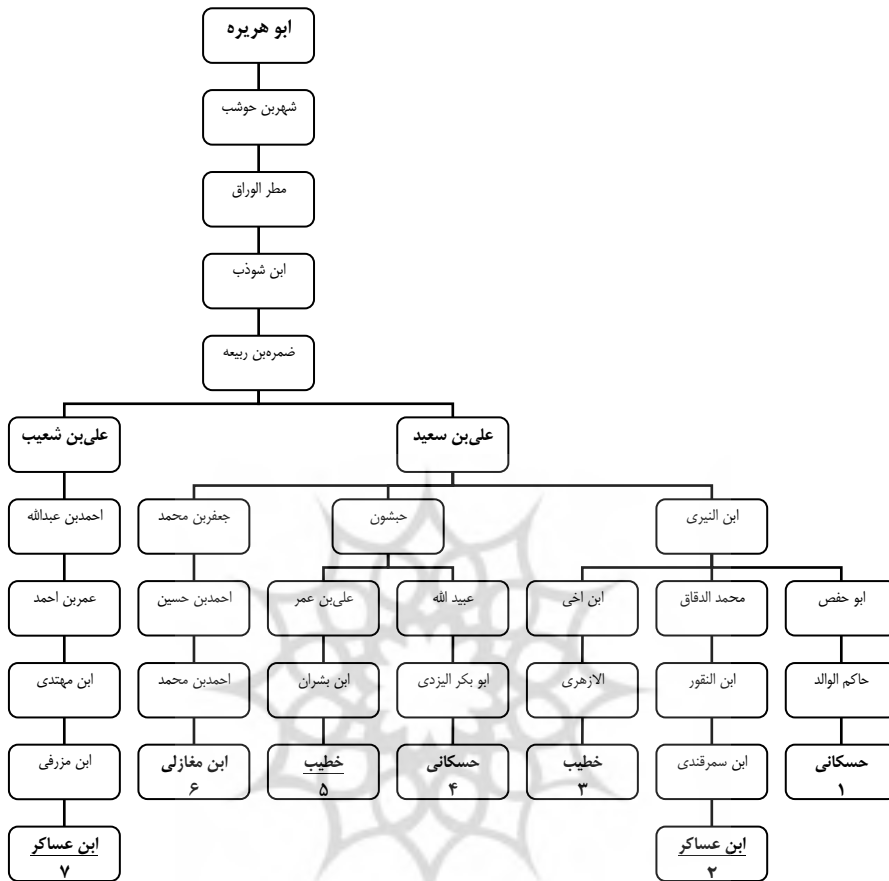 ابو هریره
شهربن حوشب
مطر الوراق
ابن شوذب
ضمره‌بن ربیعه
علی‌بن سعید
علی‌بن شعیب
ابن النیری
حبشون
جعفربن محمد
احمدبن عبدالله
ابو حفص
محمد الدقاق
ابن اخی
عبید الله
علی‌بن عمر
احمدبن حسین
عمربن احمد
حاکم الوالد
ابن النقور
الازهری
ابو بکر الیزدی
ابن بشران
احمدبن محمد
ابن مهتدی
حسکانی
۱
ابن سمرقندی
خطیب
۳
حسکانی
۴
خطیب
۵
ابن مغازلی
۶
ابن مزرفی
ابن عساکر
۲
ابن عساکر
۷